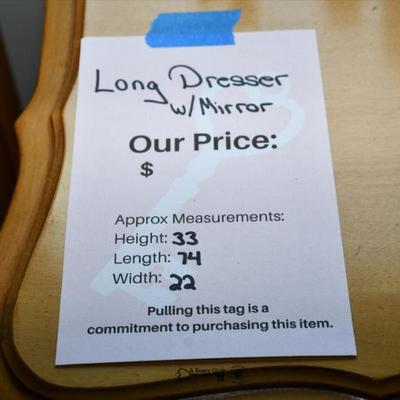 Long Dresser
w/ Mirror
Our Price:
$
Approx Measurements:
Height: 33
Length: 74
Width: 22
Pulling this tag is a
commitment to purchasing this item.